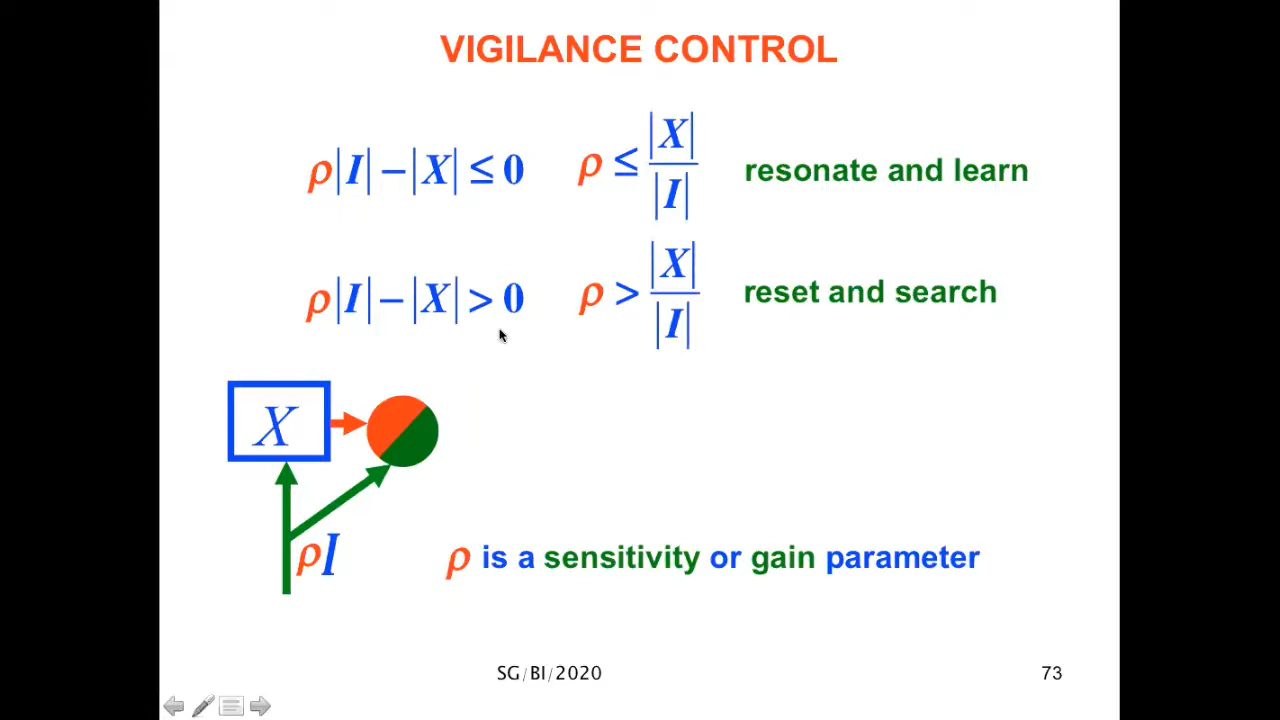 VIGILANCE CONTROL
ρ|I| − |X| ≤ 0 ρ ≤ |X| / |I| resonate and learn
ρ|I| − |X| > 0 ρ > |X| / |I| reset and search
X
ρI
ρ is a sensitivity or gain parameter
SG/BI/2020 73